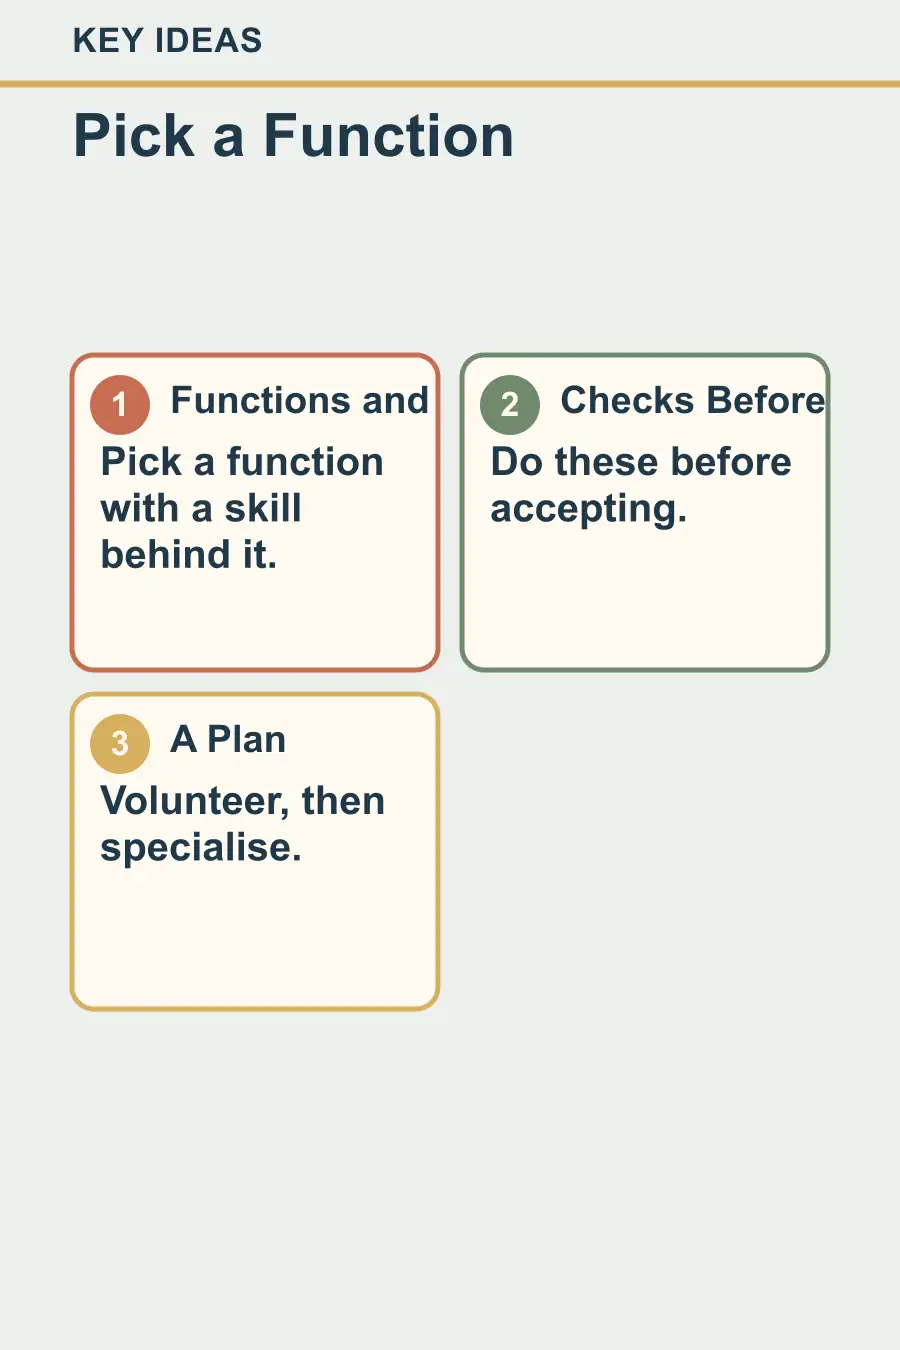 KEY IDEAS
Pick a Function
1
Functions and
Pick a function
with a skill
behind it.
2
Checks Before
Do these before
accepting.
3
A Plan
Volunteer, then
specialise.